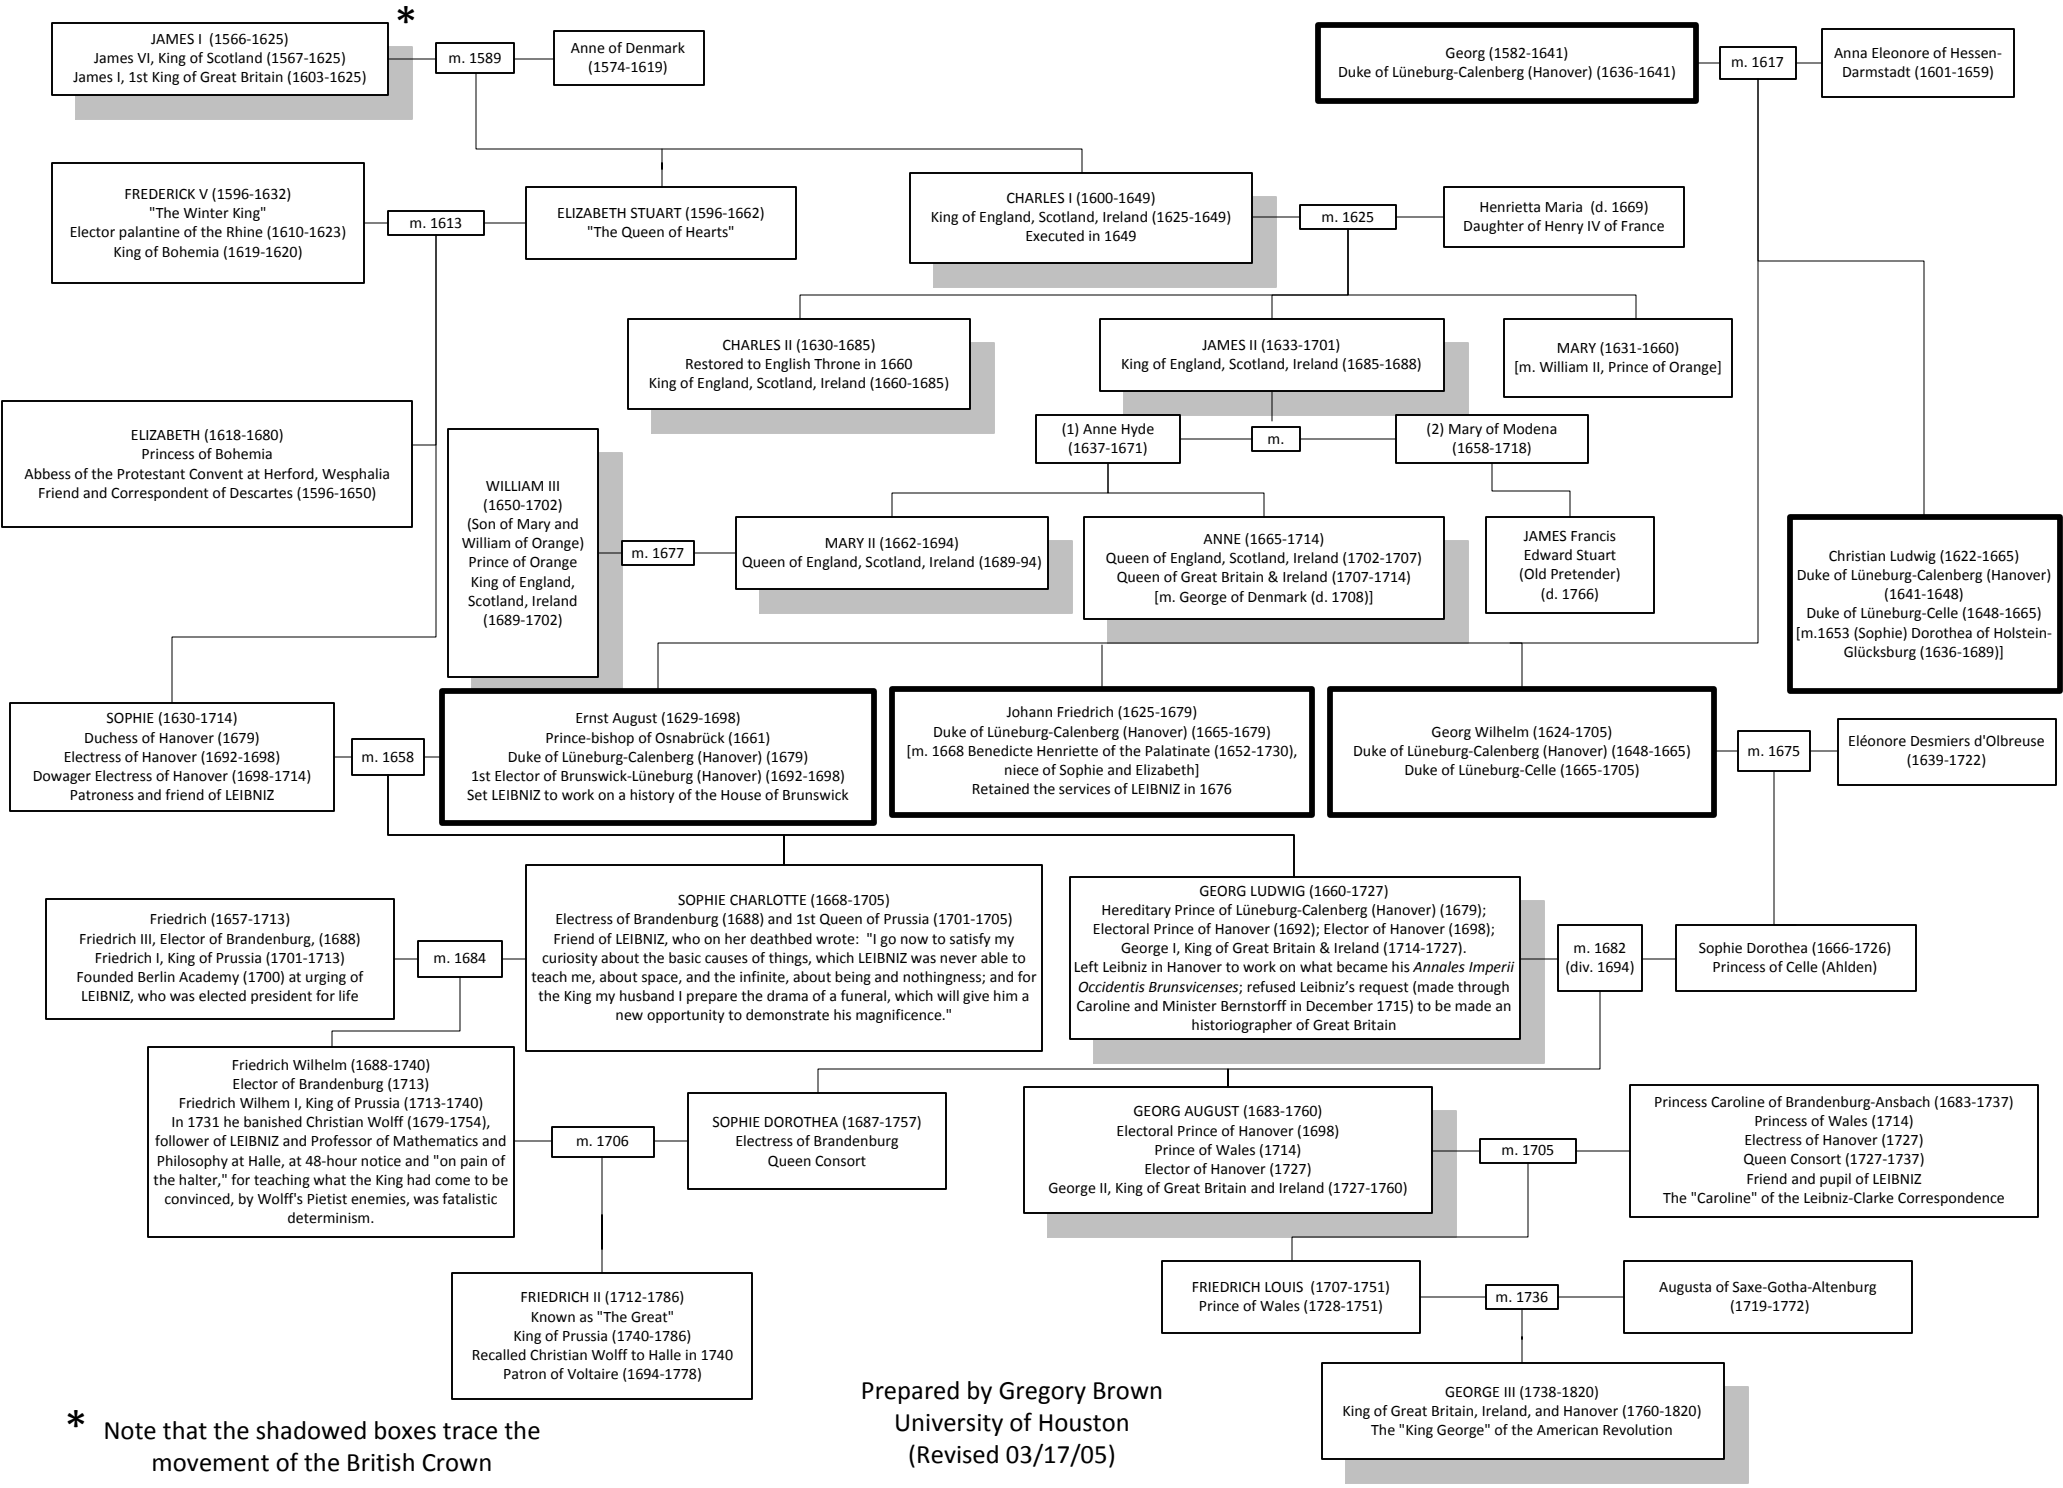 *
JAMES I (1566-1625)
James VI, King of Scotland (1567-1625)
James I, 1st King of Great Britain (1603-1625)
m. 1589
Anne of Denmark
(1574-1619)
Georg (1582-1641)
Duke of Lüneburg-Calenberg (Hanover) (1636-1641)
m. 1617
Anna Eleonore of Hessen-
Darmstadt (1601-1659)
FREDERICK V (1596-1632)
"The Winter King"
Elector palantine of the Rhine (1610-1623)
King of Bohemia (1619-1620)
m. 1613
ELIZABETH STUART (1596-1662)
"The Queen of Hearts"
CHARLES I (1600-1649)
King of England, Scotland, Ireland (1625-1649)
Executed in 1649
m. 1625
Henrietta Maria (d. 1669)
Daughter of Henry IV of France
CHARLES II (1630-1685)
Restored to English Throne in 1660
King of England, Scotland, Ireland (1660-1685)
JAMES II (1633-1701)
King of England, Scotland, Ireland (1685-1688)
MARY (1631-1660)
[m. William II, Prince of Orange]
ELIZABETH (1618-1680)
Princess of Bohemia
Abbess of the Protestant Convent at Herford, Wesphalia
Friend and Correspondent of Descartes (1596-1650)
(1) Anne Hyde
(1637-1671)
m.
(2) Mary of Modena
(1658-1718)
WILLIAM III
(1650-1702)
(Son of Mary and
William of Orange)
Prince of Orange
King of England,
Scotland, Ireland
(1689-1702)
m. 1677
MARY II (1662-1694)
Queen of England, Scotland, Ireland (1689-94)
ANNE (1665-1714)
Queen of England, Scotland, Ireland (1702-1707)
Queen of Great Britain & Ireland (1707-1714)
[m. George of Denmark (d. 1708)]
JAMES Francis
Edward Stuart
(Old Pretender)
(d. 1766)
Christian Ludwig (1622-1665)
Duke of Lüneburg-Calenberg (Hanover)
(1641-1648)
Duke of Lüneburg-Celle (1648-1665)
[m.1653 (Sophie) Dorothea of Holstein-
Glücksburg (1636-1689)]
SOPHIE (1630-1714)
Duchess of Hanover (1679)
Electress of Hanover (1692-1698)
Dowager Electress of Hanover (1698-1714)
Patroness and friend of LEIBNIZ
m. 1658
Ernst August (1629-1698)
Prince-bishop of Osnabrück (1661)
Duke of Lüneburg-Calenberg (Hanover) (1679)
1st Elector of Brunswick-Lüneburg (Hanover) (1692-1698)
Set LEIBNIZ to work on a history of the House of Brunswick
Johann Friedrich (1625-1679)
Duke of Lüneburg-Calenberg (Hanover) (1665-1679)
[m. 1668 Benedicte Henriette of the Palatinate (1652-1730),
niece of Sophie and Elizabeth]
Retained the services of LEIBNIZ in 1676
Georg Wilhelm (1624-1705)
Duke of Lüneburg-Calenberg (Hanover) (1648-1665)
Duke of Lüneburg-Celle (1665-1705)
m. 1675
Eléonore Desmiers d'Olbreuse
(1639-1722)
Friedrich (1657-1713)
Friedrich III, Elector of Brandenburg, (1688)
Friedrich I, King of Prussia (1701-1713)
Founded Berlin Academy (1700) at urging of
LEIBNIZ, who was elected president for life
m. 1684
SOPHIE CHARLOTTE (1668-1705)
Electress of Brandenburg (1688) and 1st Queen of Prussia (1701-1705)
Friend of LEIBNIZ, who on her deathbed wrote: "I go now to satisfy my
curiosity about the basic causes of things, which LEIBNIZ was never able to
teach me, about space, and the infinite, about being and nothingness; and for
the King my husband I prepare the drama of a funeral, which will give him a
new opportunity to demonstrate his magnificence."
GEORG LUDWIG (1660-1727)
Hereditary Prince of Lüneburg-Calenberg (Hanover) (1679);
Electoral Prince of Hanover (1692); Elector of Hanover (1698);
George I, King of Great Britain & Ireland (1714-1727).
Left Leibniz in Hanover to work on what became his Annales Imperii
Occidentis Brunsvicenses; refused Leibniz’s request (made through
Caroline and Minister Bernstorff in December 1715) to be made an
historiographer of Great Britain
m. 1682
(div. 1694)
Sophie Dorothea (1666-1726)
Princess of Celle (Ahlden)
Friedrich Wilhelm (1688-1740)
Elector of Brandenburg (1713)
Friedrich Wilhem I, King of Prussia (1713-1740)
In 1731 he banished Christian Wolff (1679-1754),
follower of LEIBNIZ and Professor of Mathematics and
Philosophy at Halle, at 48-hour notice and "on pain of
the halter," for teaching what the King had come to be
convinced, by Wolff's Pietist enemies, was fatalistic
determinism.
m. 1706
SOPHIE DOROTHEA (1687-1757)
Electress of Brandenburg
Queen Consort
GEORG AUGUST (1683-1760)
Electoral Prince of Hanover (1698)
Prince of Wales (1714)
Elector of Hanover (1727)
George II, King of Great Britain and Ireland (1727-1760)
m. 1705
Princess Caroline of Brandenburg-Ansbach (1683-1737)
Princess of Wales (1714)
Electress of Hanover (1727)
Queen Consort (1727-1737)
Friend and pupil of LEIBNIZ
The "Caroline" of the Leibniz-Clarke Correspondence
FRIEDRICH II (1712-1786)
Known as "The Great"
King of Prussia (1740-1786)
Recalled Christian Wolff to Halle in 1740
Patron of Voltaire (1694-1778)
FRIEDRICH LOUIS (1707-1751)
Prince of Wales (1728-1751)
m. 1736
Augusta of Saxe-Gotha-Altenburg
(1719-1772)
GEORGE III (1738-1820)
King of Great Britain, Ireland, and Hanover (1760-1820)
The "King George" of the American Revolution
* Note that the shadowed boxes trace the
movement of the British Crown
Prepared by Gregory Brown
University of Houston
(Revised 03/17/05)